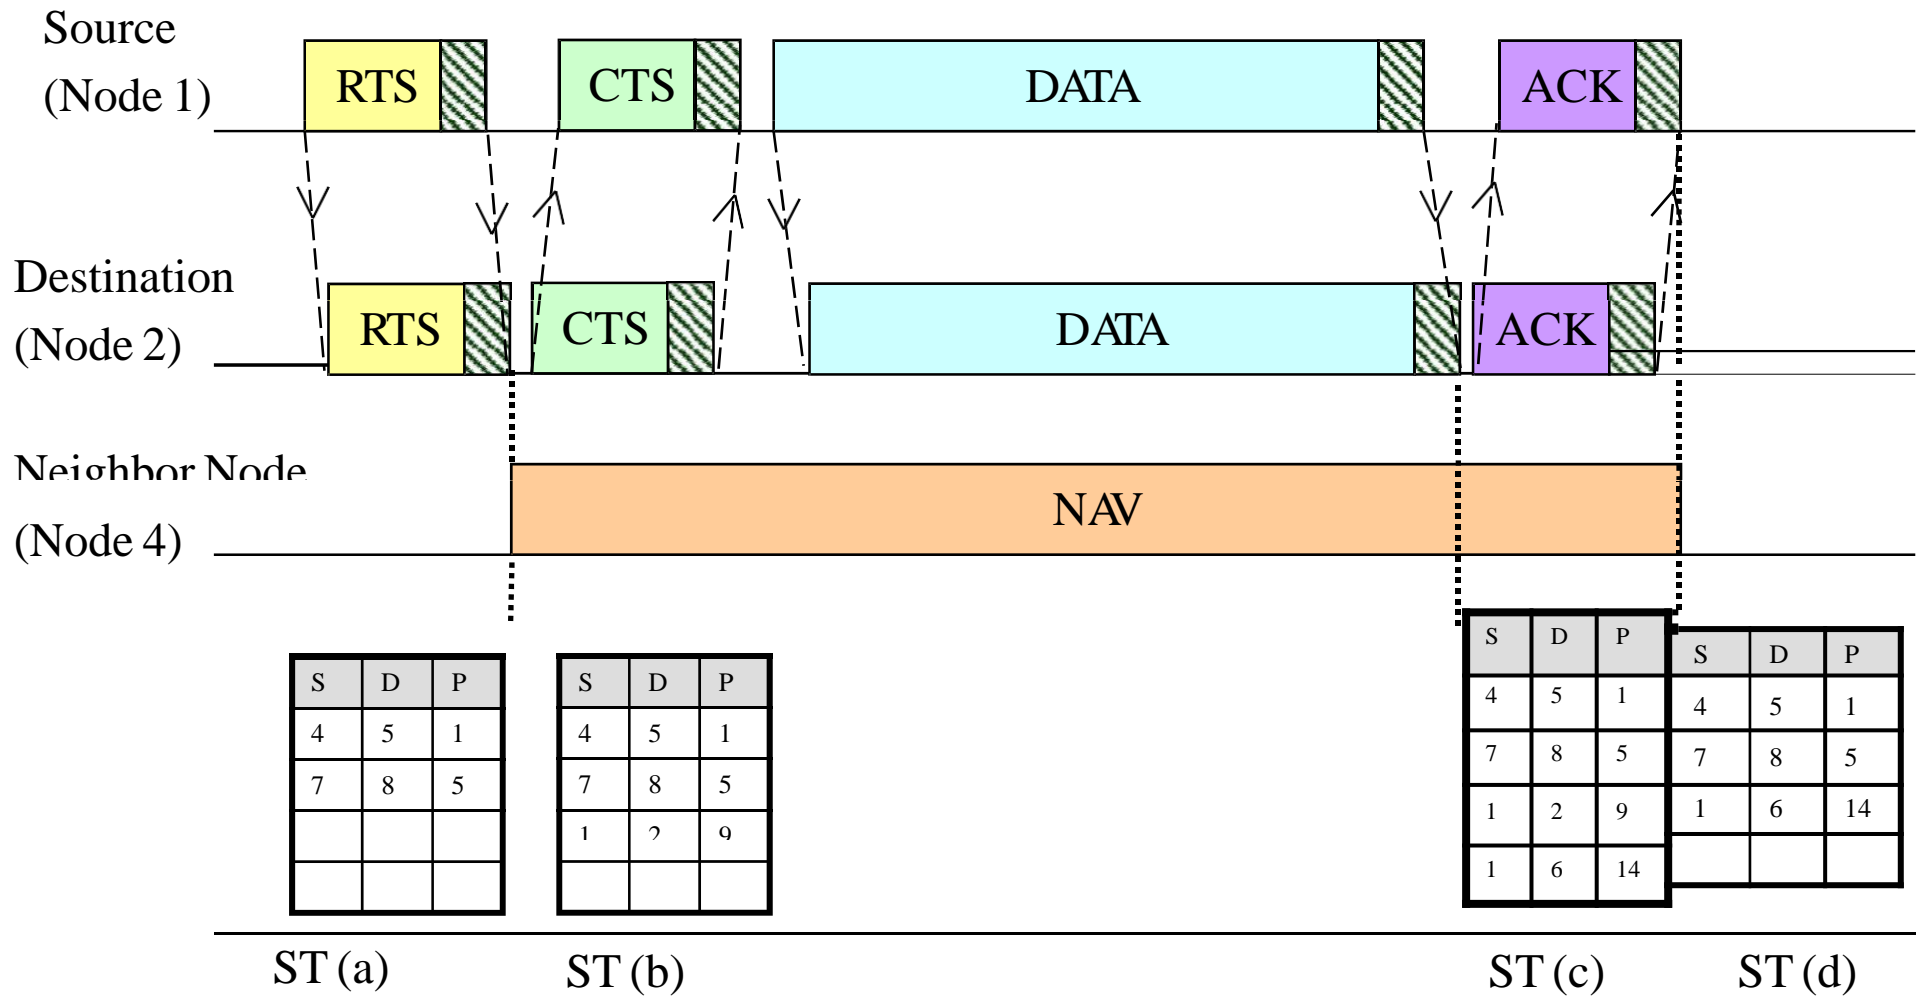 Source
(Node 1)
RTS
CTS
DATA
ACK
Destination
(Node 2)
RTS
CTS
DATA
ACK
Neighbor Node
(Node 4)
NAV
S D P
4 5 1
7 8 5
S D P
4 5 1
7 8 5
1 2 9
S D P
4 5 1
7 8 5
1 2 9
1 6 14
S D P
4 5 1
7 8 5
1 6 14
ST (a) ST (b) ST (c) ST (d)